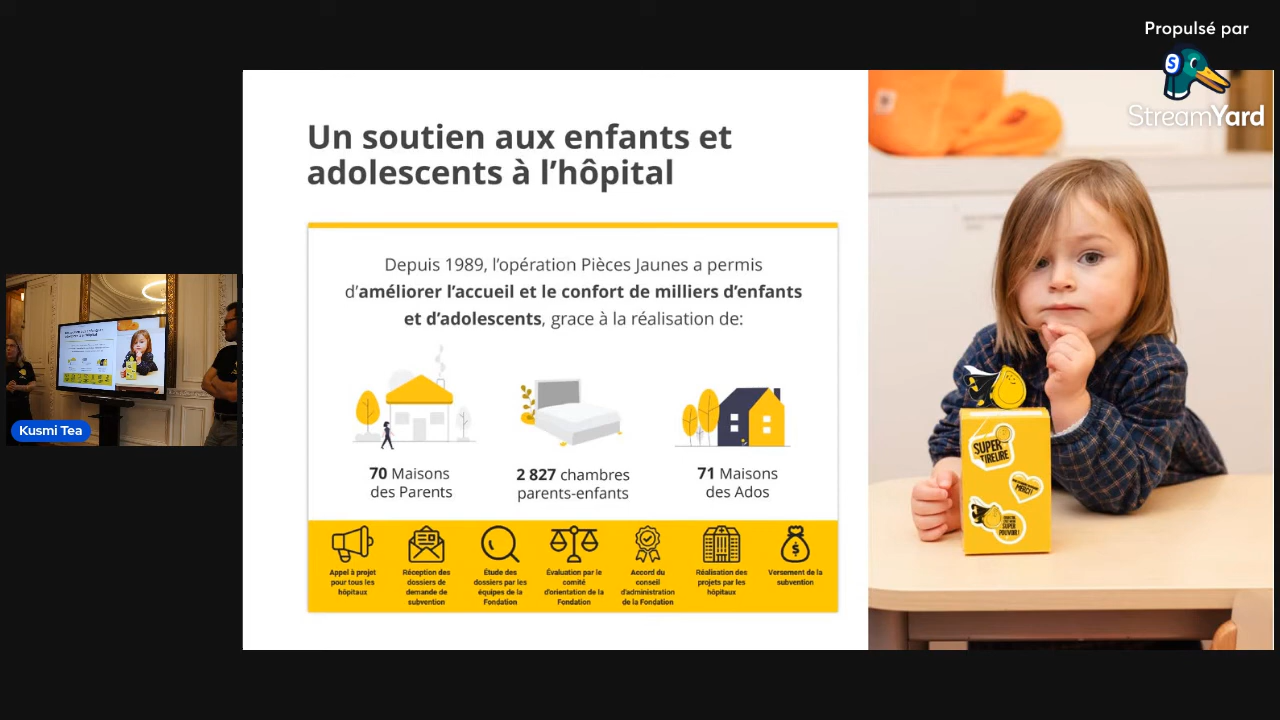 Propulsé par
StreamYard
Un soutien aux enfants et
adolescents à l'hôpital
Depuis 1989, l'opération Pièces Jaunes a permis
d'améliorer l'accueil et le confort de milliers d'enfants
et d'adolescents, grace à la réalisation de:
70 Maisons
des Parents
2 827 chambres
parents-enfants
71 Maisons
des Ados
Appel à projet
pour tous les
hôpitaux
Réception des
dossiers de
demande de
subvention
Étude des
dossiers par les
équipes de la
Fondation
Évaluation par le
comité
d'orientation de la
Fondation
Accord du
conseil
d'administration
de la Fondation
Réalisation des
projets par les
hôpitaux
Versement de la
subvention
SUPER
TIRELIRE
MERCI !
SUPER
POUVOIR !
Kusmi Tea